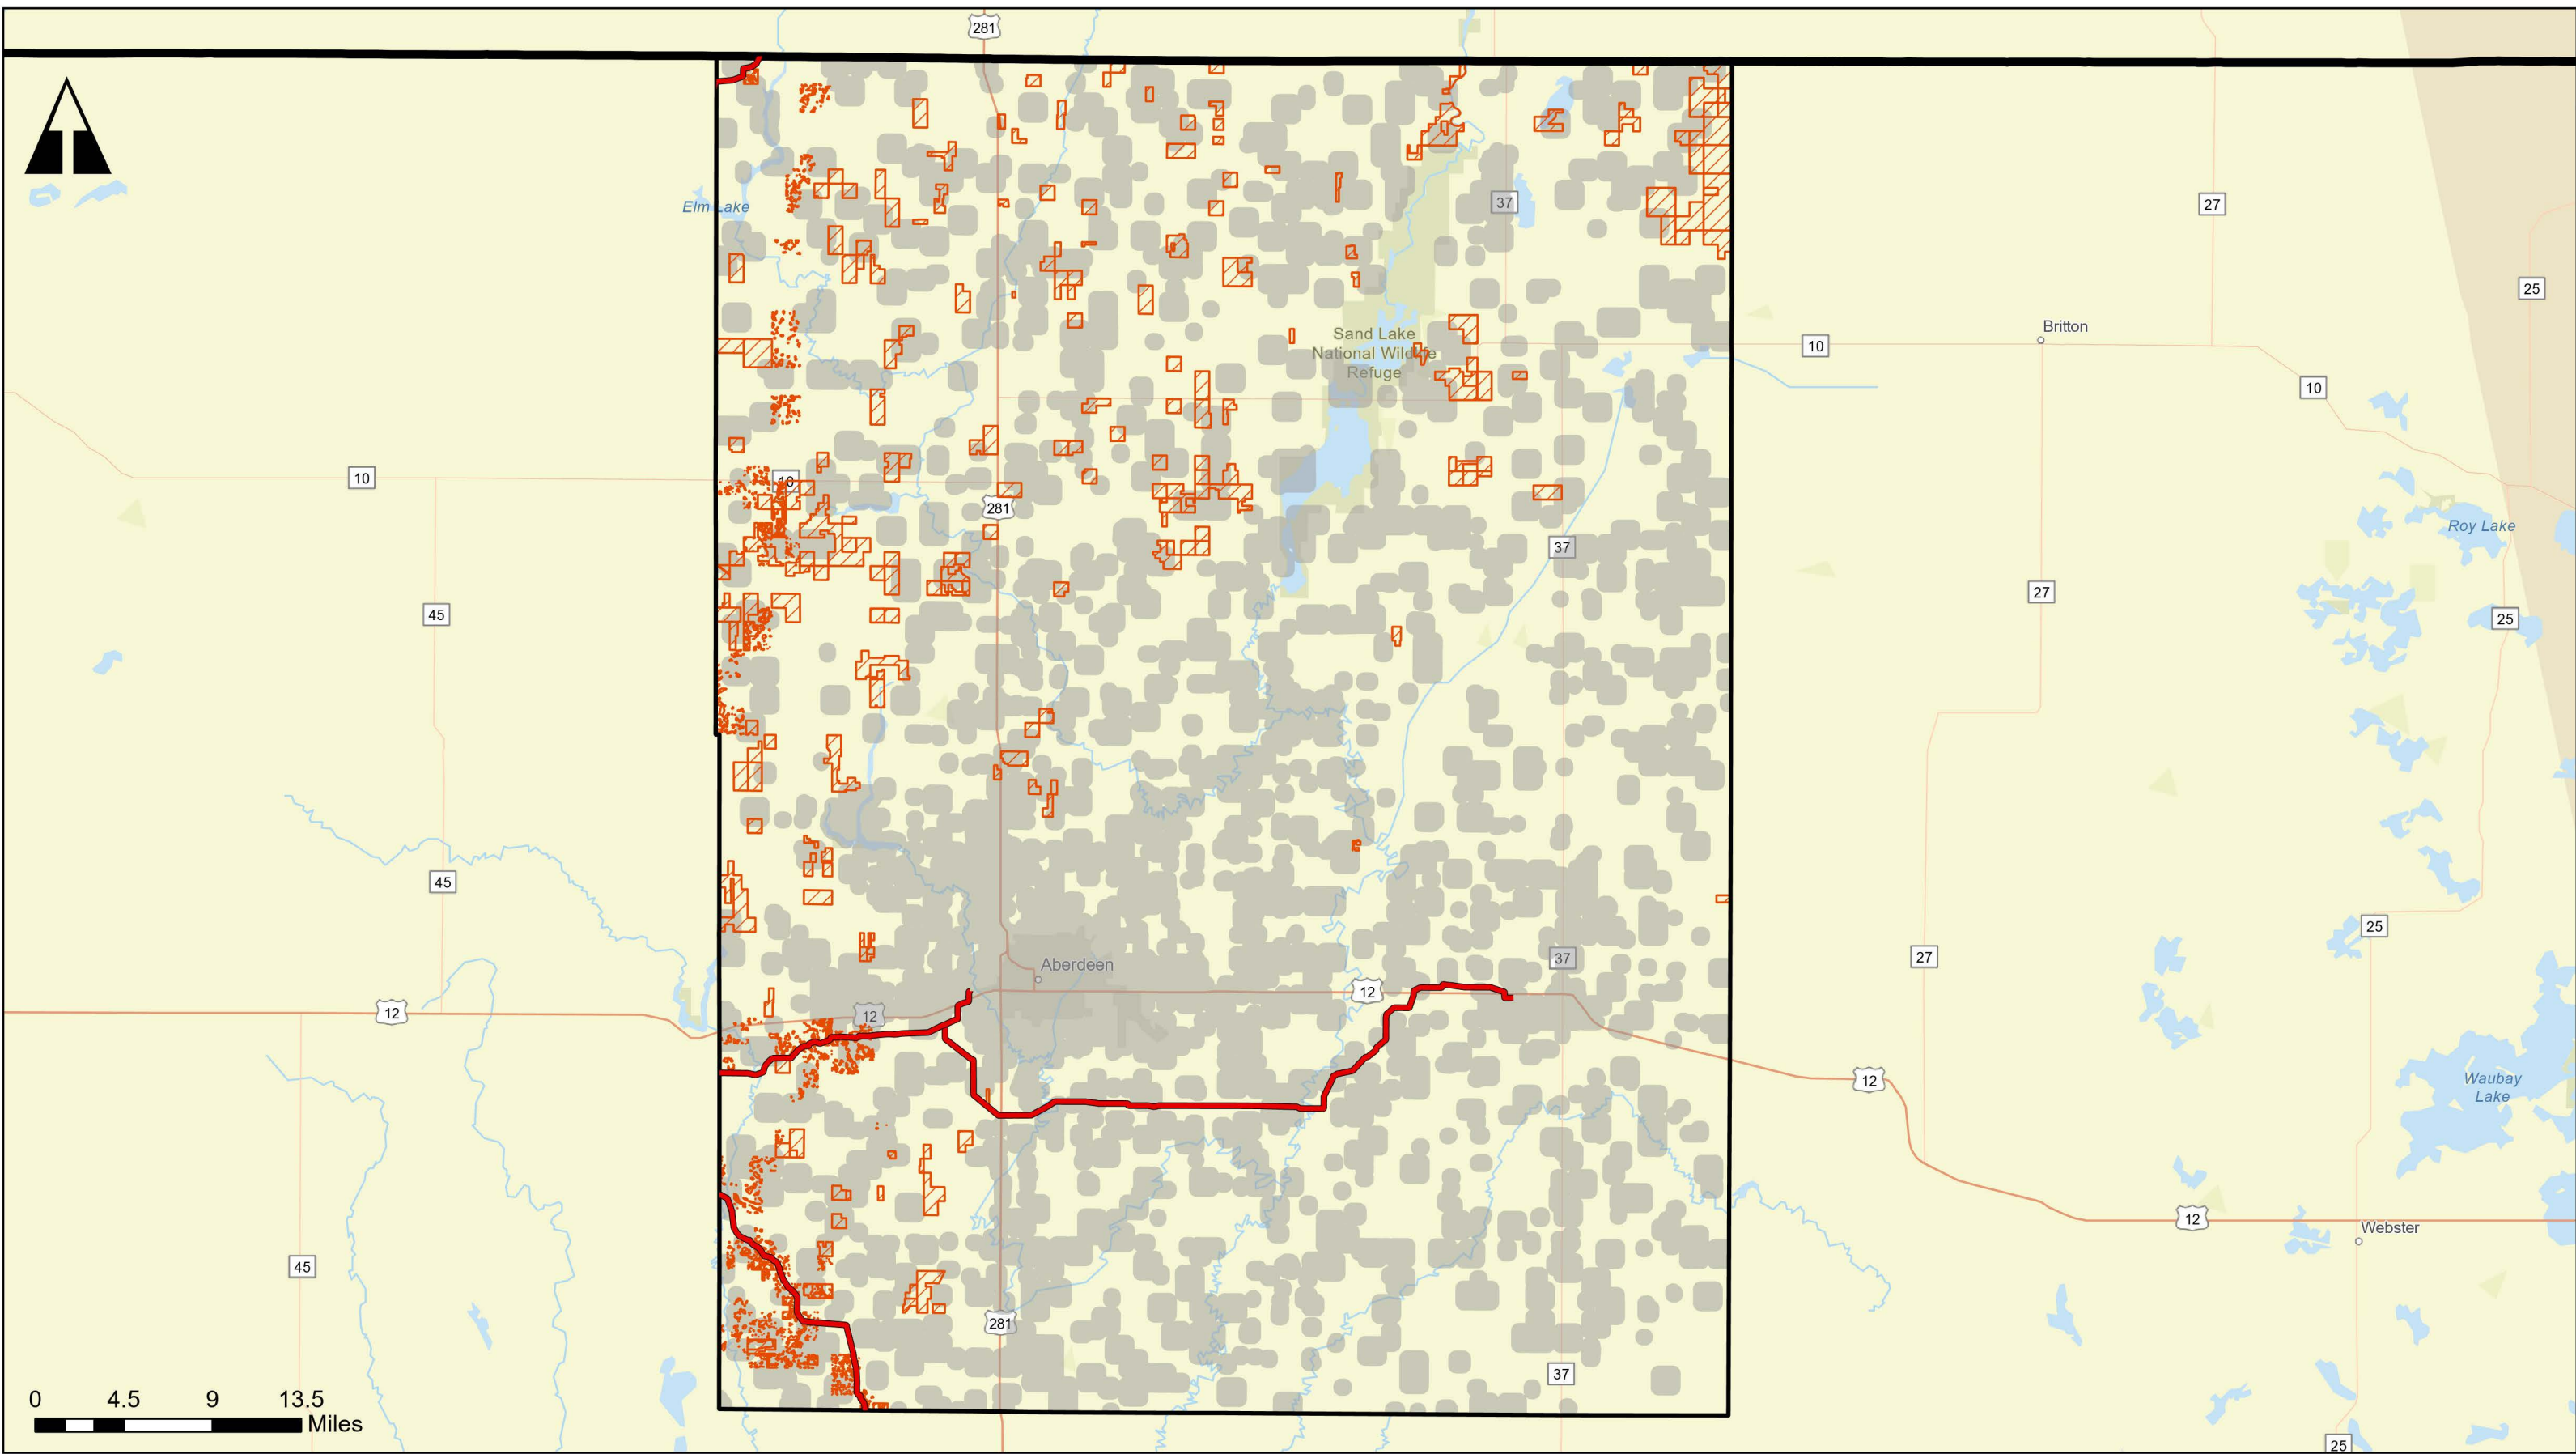 281
Elm Lake
37
27
25
Sand Lake
National Wildlife
Refuge
Britton
10
10
10
10
281
Roy Lake
37
45
27
25
45
25
Aberdeen
37
27
12
12
12
12
Waubay
Lake
12
Webster
45
281
37
0 4.5 9 13.5
Miles
25